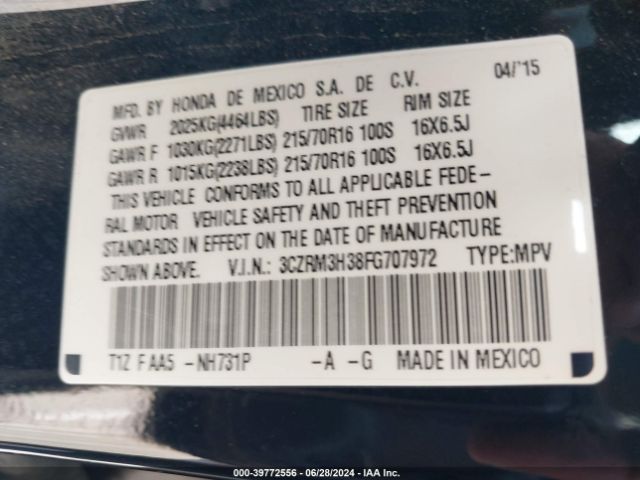 MFD. BY HONDA DE MEXICO S.A. DE C.V. 04/'15
GVWR 2025KG(4464LBS) TIRE SIZE RIM SIZE
GAWR F 1030KG(2271LBS) 215/70R16 100S 16X6.5J
GAWR R 1015KG(2238LBS) 215/70R16 100S 16X6.5J
THIS VEHICLE CONFORMS TO ALL APPLICABLE FEDE-
RAL MOTOR VEHICLE SAFETY AND THEFT PREVENTION
STANDARDS IN EFFECT ON THE DATE OF MANUFACTURE
SHOWN ABOVE. V.I.N.: 3CZRM3H38FG707972 TYPE:MPV
T1Z F AA5 -NH731P -A -G MADE IN MEXICO
000-39772556 - 06/28/2024 - IAA Inc.